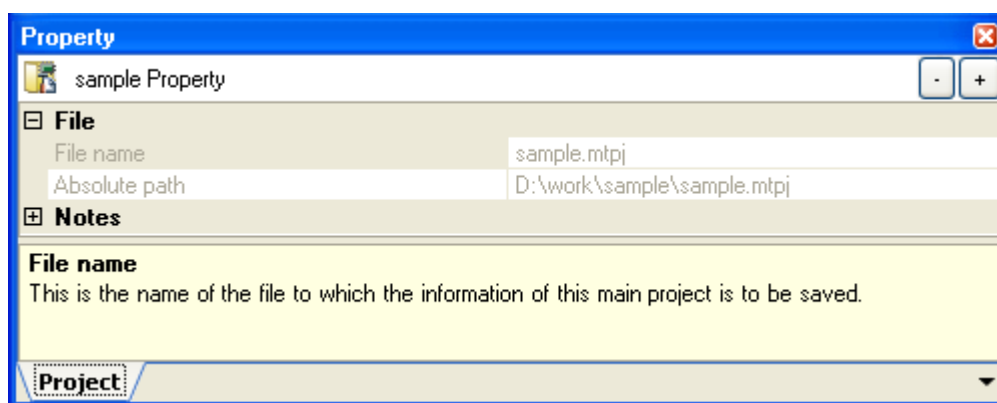 Property
sample Property - +
File
File name sample.mtpj
Absolute path D:\work\sample\sample.mtpj
Notes
File name
This is the name of the file to which the information of this main project is to be saved.
Project